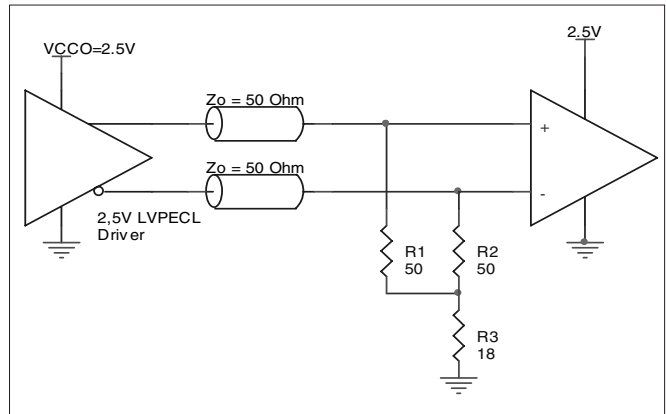 VCCO=2.5V
2.5V
Zo = 50 Ohm
+
Zo = 50 Ohm
-
2,5V LVPECL
Driver
R1
50
R2
50
R3
18